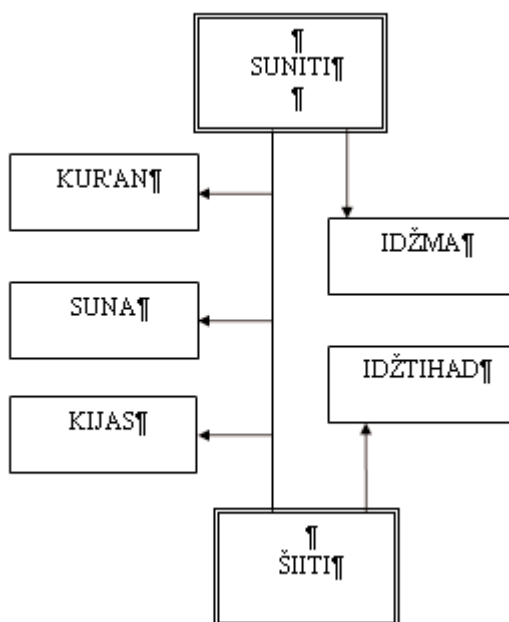 ¶
SUNITI¶
¶
KUR'AN¶
IDŽMA¶
SUNA¶
IDŽTIHAD¶
KIJAS¶
¶
ŠIITI¶